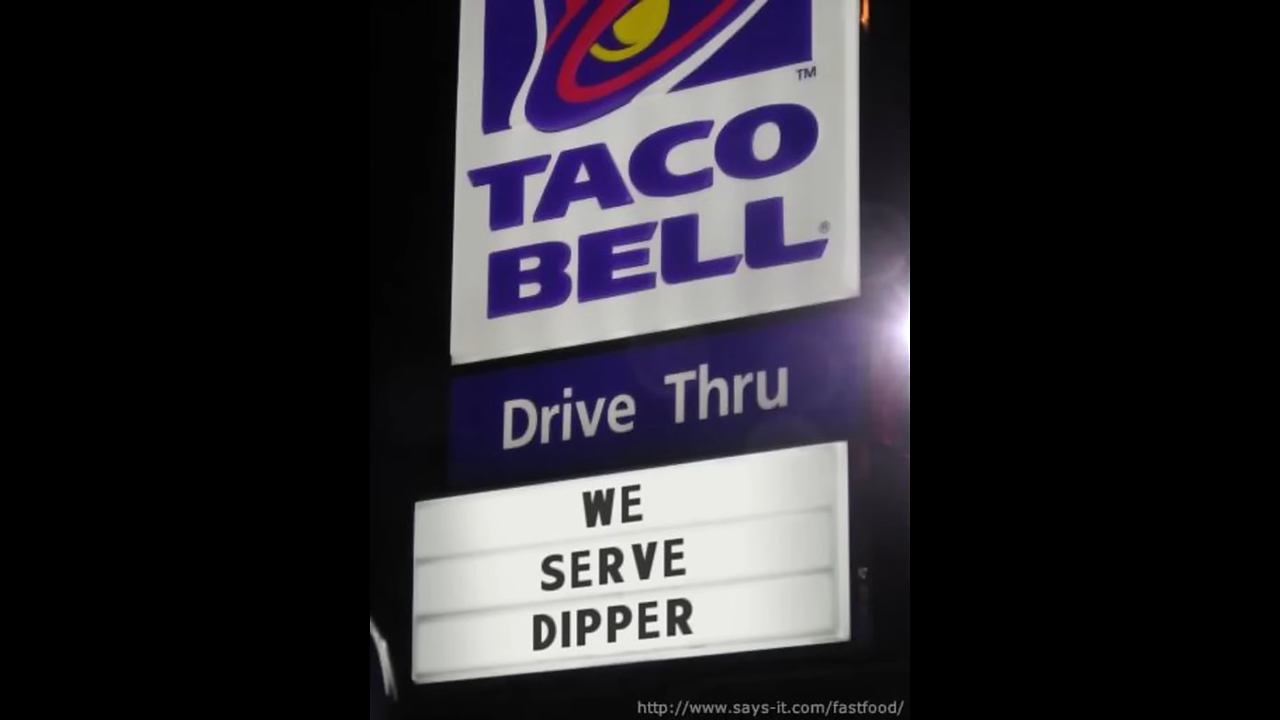 TM
TACO
BELL®
Drive Thru
WE
SERVE
DIPPER
http://www.says-it.com/fastfood/